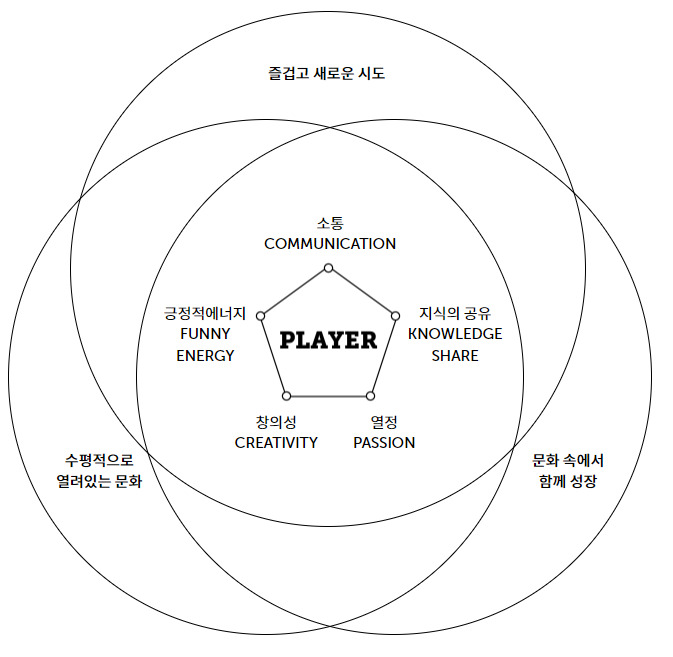 즐겁고 새로운 시도
소통
COMMUNICATION
긍정적에너지
FUNNY
ENERGY
지식의 공유
KNOWLEDGE
SHARE
PLAYER
창의성
CREATIVITY
열정
PASSION
수평적으로
열려있는 문화
문화 속에서
함께 성장